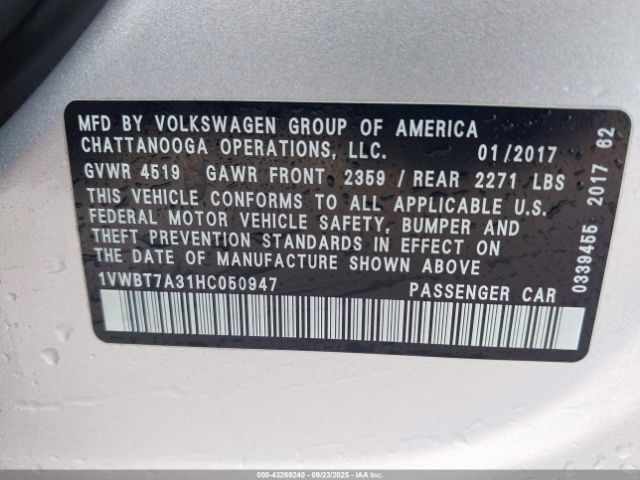 MFD BY VOLKSWAGEN GROUP OF AMERICA
CHATTANOOGA OPERATIONS, LLC. 01/2017
GVWR 4519 GAWR FRONT 2359 / REAR 2271 LBS
THIS VEHICLE CONFORMS TO ALL APPLICABLE U.S.
FEDERAL MOTOR VEHICLE SAFETY, BUMPER AND
THEFT PREVENTION STANDARDS IN EFFECT ON
THE DATE OF MANUFACTURE SHOWN ABOVE
1VWBT7A31HC050947 PASSENGER CAR
0339455 2017 62
000-43269240 - 09/23/2025 - IAAI.COM